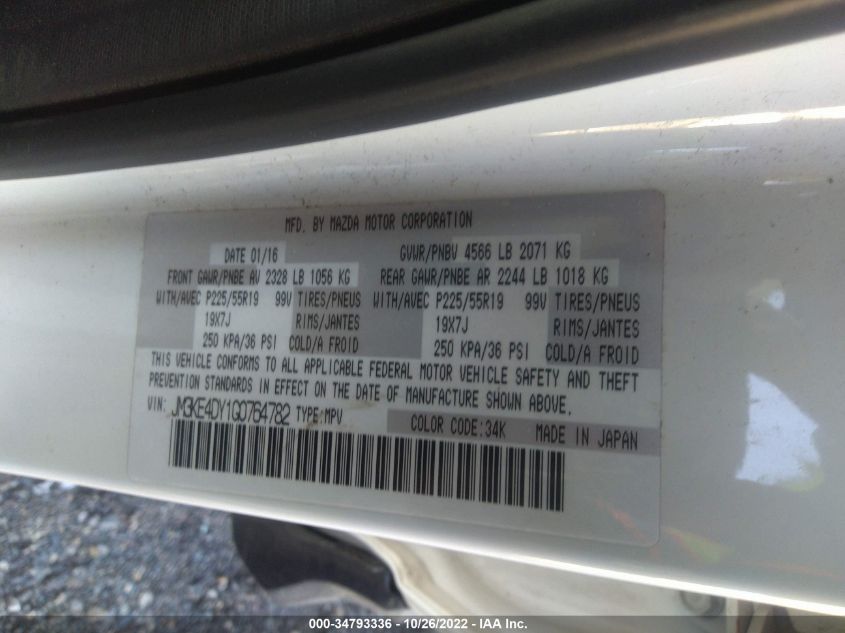 MFD. BY MAZDA MOTOR CORPORATION
DATE 01/16 GVWR/PNBV 4566 LB 2071 KG
FRONT GAWR/PNBE AV 2328 LB 1056 KG REAR GAWR/PNBE AR 2244 LB 1018 KG
WITH/AVEC P225/55R19 99V TIRES/PNEUS WITH/AVEC P225/55R19 99V TIRES/PNEUS
19X7J RIMS/JANTES 19X7J RIMS/JANTES
250 KPA/36 PSI COLD/A FROID 250 KPA/36 PSI COLD/A FROID
THIS VEHICLE CONFORMS TO ALL APPLICABLE FEDERAL MOTOR VEHICLE SAFETY AND THEFT
PREVENTION STANDARDS IN EFFECT ON THE DATE OF MANUFACTURE SHOWN ABOVE.
VIN: JM3KE4DY1G0764782 TYPE:MPV COLOR CODE:34K MADE IN JAPAN
000-34793336 - 10/26/2022 - IAA Inc.